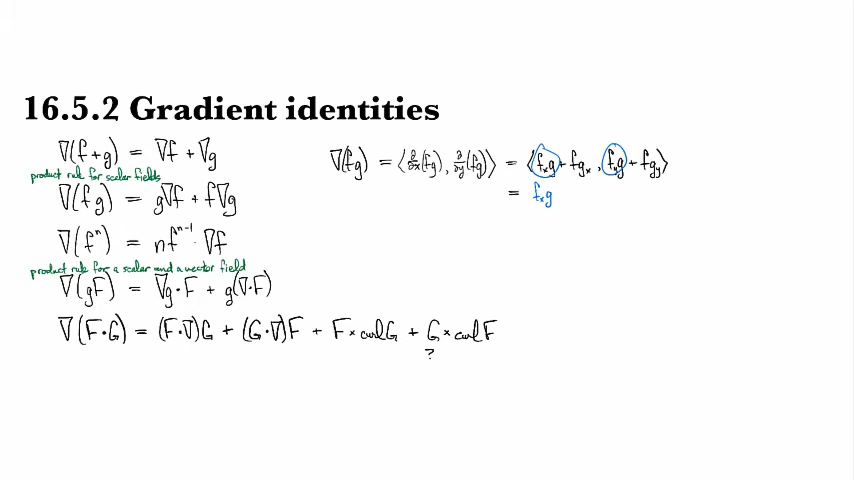 16.5.2 Gradient identities
∇(f+g) = ∇f + ∇g
product rule for scalar fields
∇(fg) = g∇f + f∇g
∇(fⁿ) = nfⁿ⁻¹ · ∇f
product rule for a scalar and a vector field
∇(gF) = ∇g · F + g(∇·F)
∇(F·G) = (F·∇)G + (G·∇)F + F × curl G + G × curl F
?
∇(fg) = ⟨∂/∂x(fg), ∂/∂y(fg)⟩ = ⟨fₓg + fgₓ, fₓg + fg_y⟩
= fₓg